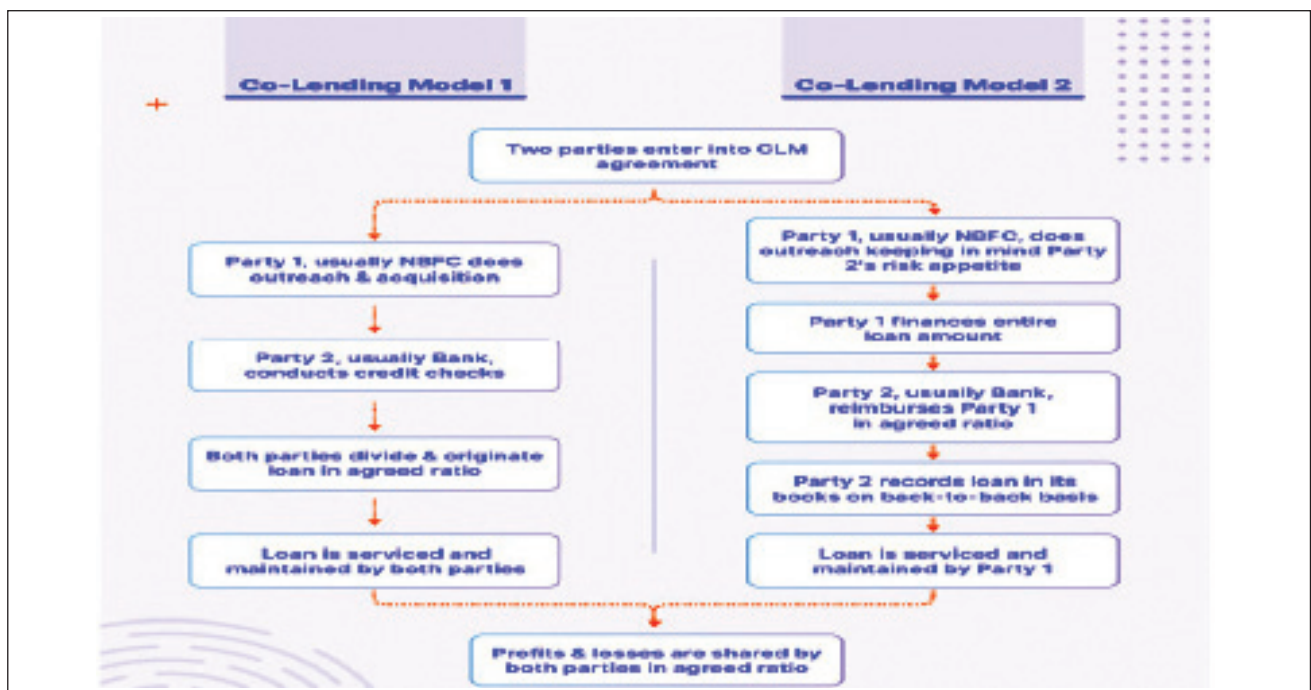 Co-Lending Model 1
Co-Lending Model 2
Two parties enter into CLM
agreement
Party 1, usually NBFC does
outreach & acquisition
Party 2, usually Bank,
conducts credit checks
Both parties divide & originate
loan in agreed ratio
Loan is serviced and
maintained by both parties
Party 1, usually NBFC, does
outreach keeping in mind Party
2's risk appetite
Party 1 finances entire
loan amount
Party 2, usually Bank,
reimburses Party 1
in agreed ratio
Party 2 records loan in its
books on back-to-back basis
Loan is serviced and
maintained by Party 1
Profits & losses are shared by
both parties in agreed ratio